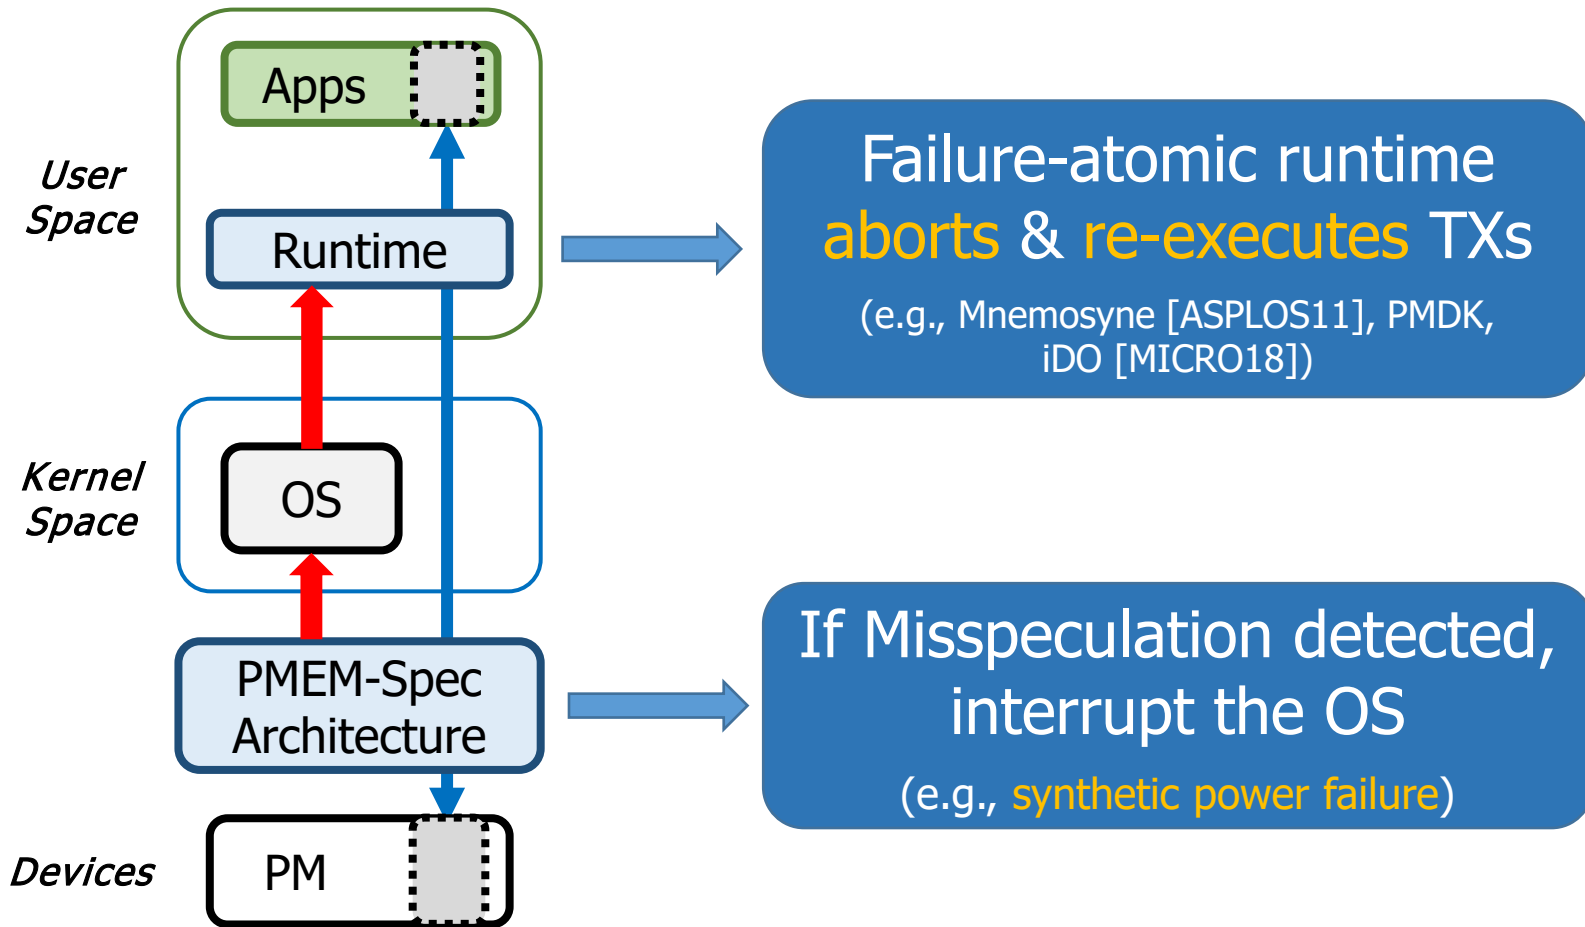 Apps
User
Space
Runtime
Failure-atomic runtime
aborts & re-executes TXs
(e.g., Mnemosyne [ASPLOS11], PMDK,
iDO [MICRO18])
Kernel
Space
OS
PMEM-Spec
Architecture
If Misspeculation detected,
interrupt the OS
(e.g., synthetic power failure)
Devices
PM